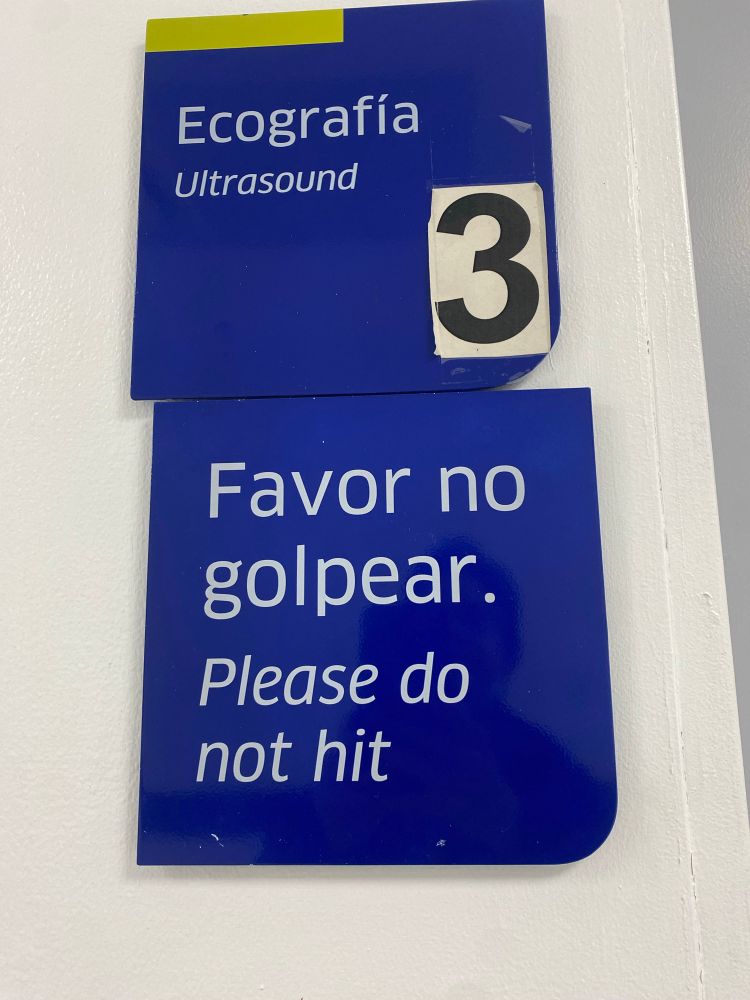 Ecografía
Ultrasound
3
Favor no
golpear.
Please do
not hit